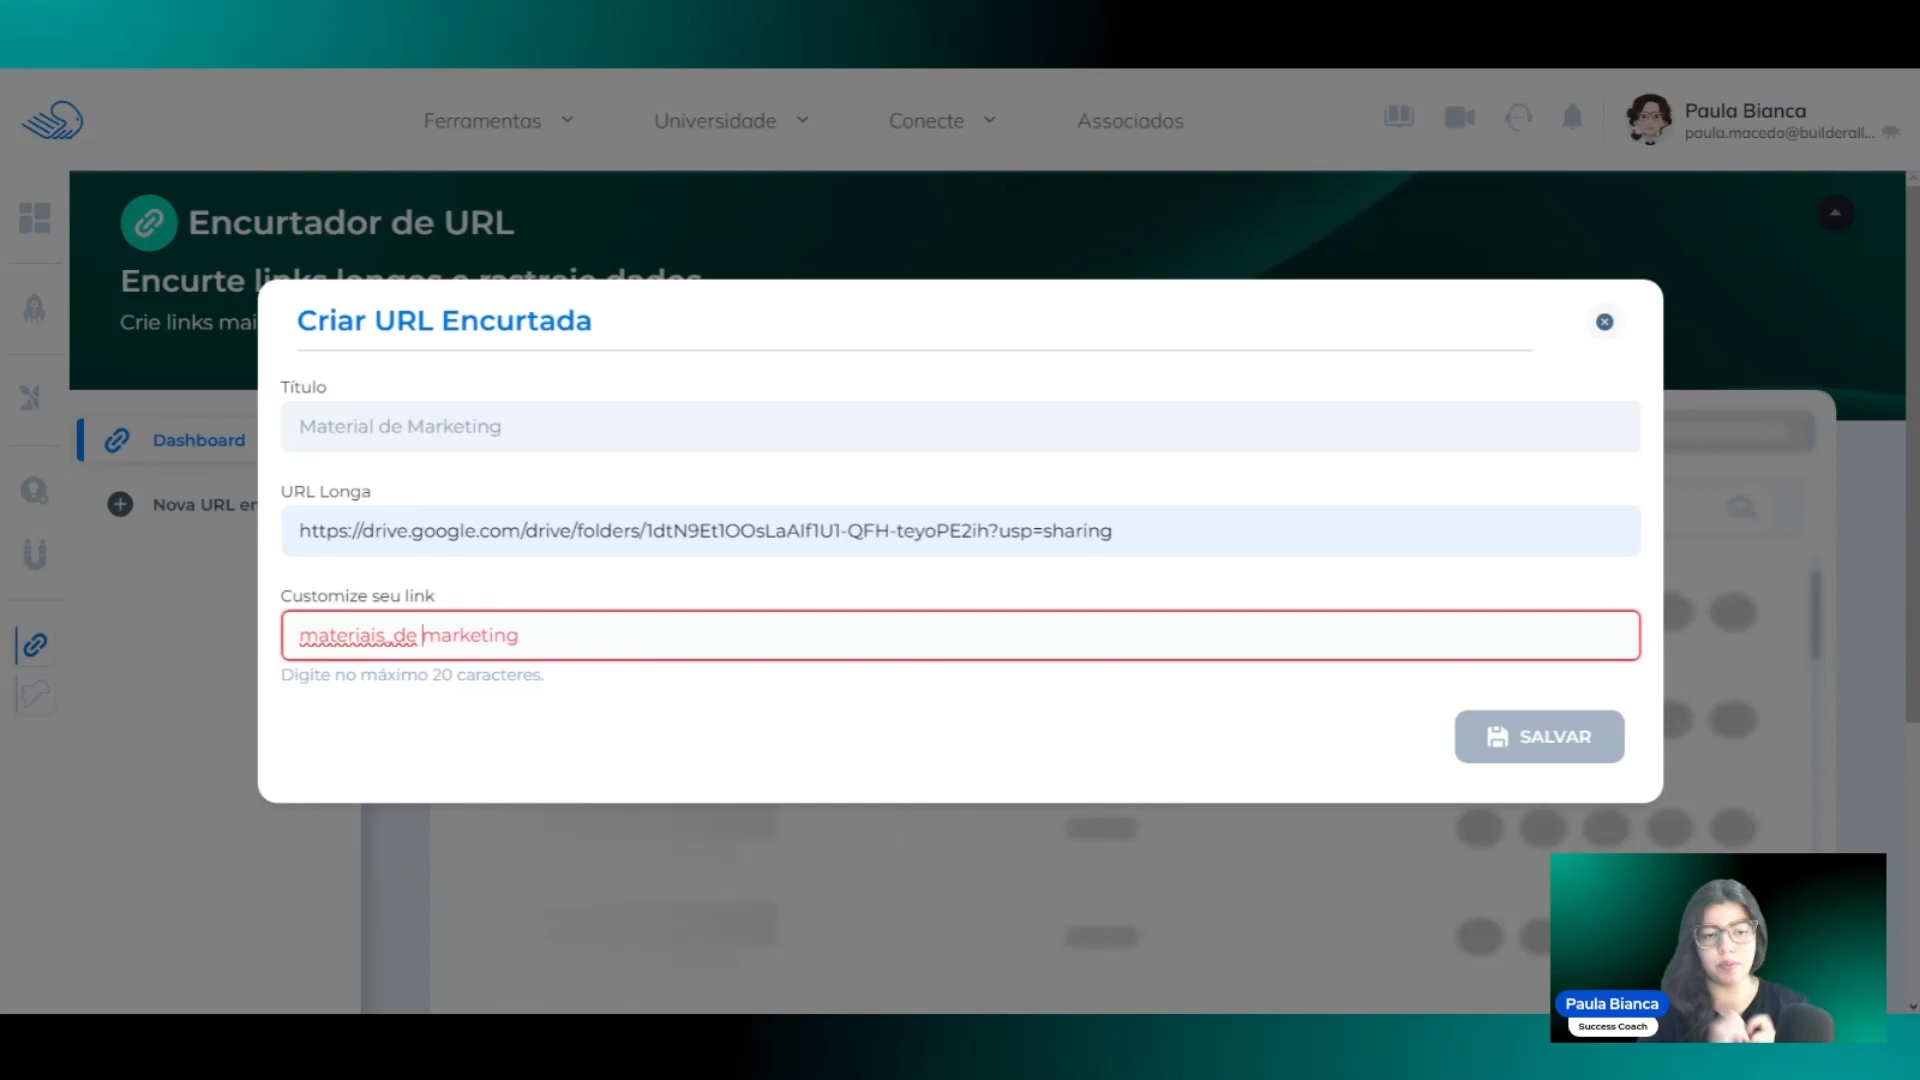 Ferramentas
Universidade
Conecte
Associados
Paula Bianca
paula.macedo@builderall...
Encurtador de URL
Encurte links longos e rastreie dados
Crie links mai
Criar URL Encurtada
Título
Material de Marketing
Dashboard
URL Longa
Nova URL en
https://drive.google.com/drive/folders/1dtN9Et1OOsLaAIf1U1-QFH-teyoPE2ih?usp=sharing
Customize seu link
materiais_de marketing
Digite no máximo 20 caracteres.
SALVAR
Paula Bianca
Success Coach